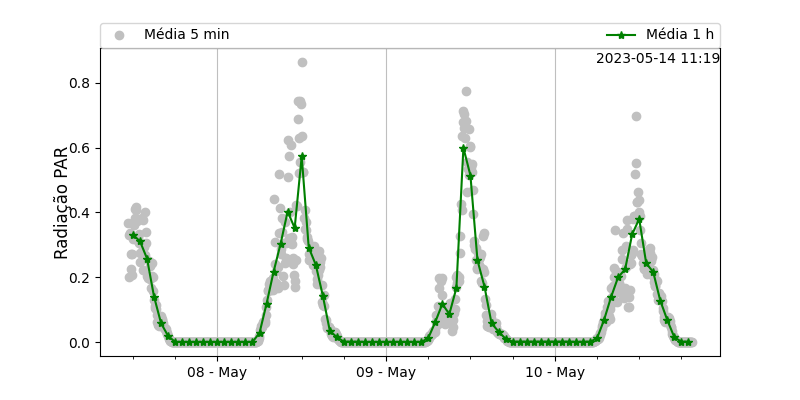 Média 5 min
Média 1 h
2023-05-14 11:19
Radiação PAR
0.8
0.6
0.4
0.2
0.0
08 - May
09 - May
10 - May